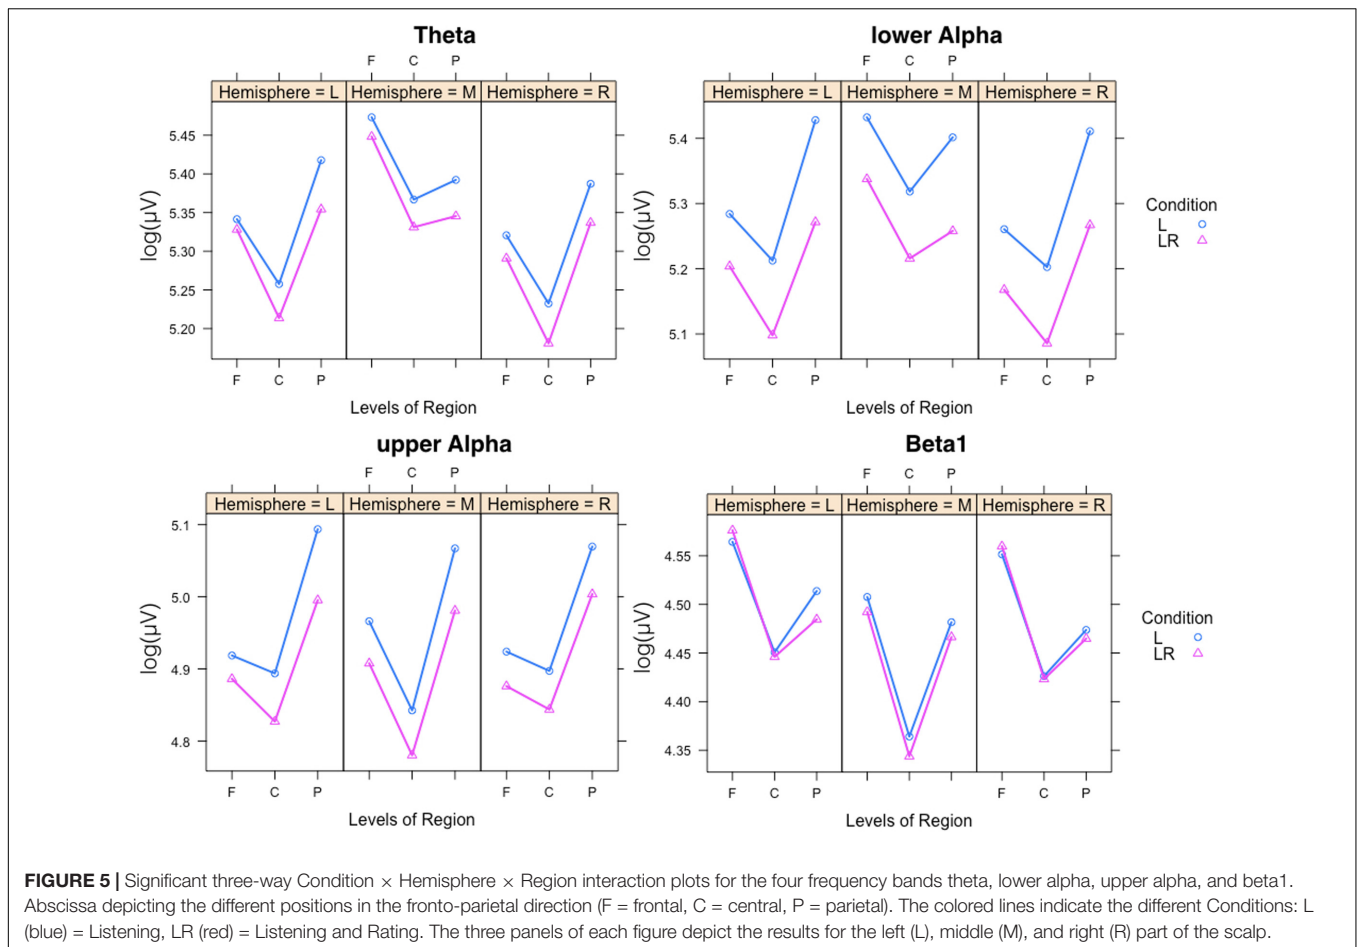 Theta
F C P
Hemisphere = L Hemisphere = M Hemisphere = R
5.45
5.40
5.35
5.30
5.25
5.20
log(μV)
F C P F C P
Levels of Region
lower Alpha
F C P
Hemisphere = L Hemisphere = M Hemisphere = R
5.4
5.3
5.2
5.1
log(μV)
F C P F C P
Levels of Region
Condition
L
LR
upper Alpha
F C P
Hemisphere = L Hemisphere = M Hemisphere = R
5.1
5.0
4.9
4.8
log(μV)
F C P F C P
Levels of Region
Beta1
F C P
Hemisphere = L Hemisphere = M Hemisphere = R
4.55
4.50
4.45
4.40
4.35
log(μV)
F C P F C P
Levels of Region
Condition
L
LR
FIGURE 5 | Significant three-way Condition × Hemisphere × Region interaction plots for the four frequency bands theta, lower alpha, upper alpha, and beta1.
Abscissa depicting the different positions in the fronto-parietal direction (F = frontal, C = central, P = parietal). The colored lines indicate the different Conditions: L
(blue) = Listening, LR (red) = Listening and Rating. The three panels of each figure depict the results for the left (L), middle (M), and right (R) part of the scalp.